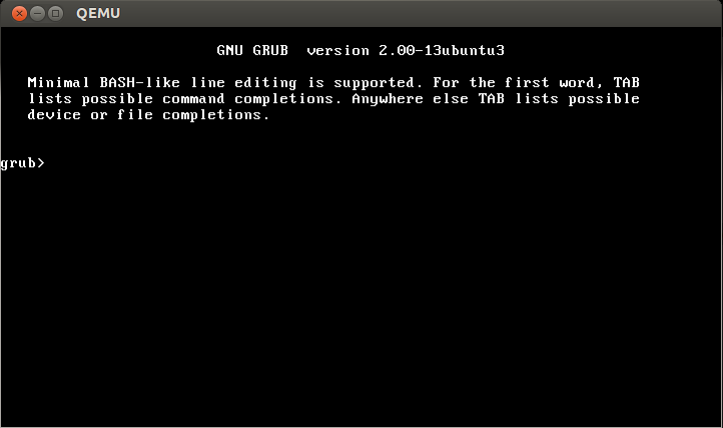 QEMU
GNU GRUB version 2.00-13ubuntu3
Minimal BASH-like line editing is supported. For the first word, TAB
lists possible command completions. Anywhere else TAB lists possible
device or file completions.
grub>